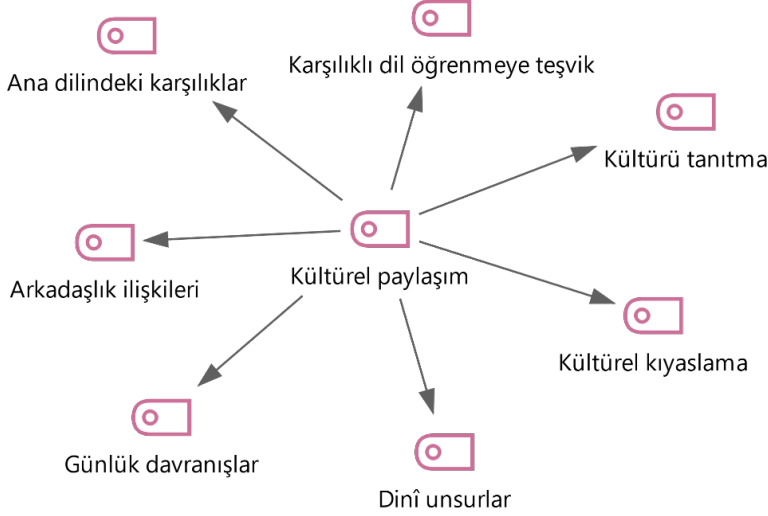 Karşılıklı dil öğrenmeye teşvik
Ana dilindeki karşılıklar
Kültürü tanıtma
Kültürel paylaşım
Arkadaşlık ilişkileri
Kültürel kıyaslama
Günlük davranışlar
Dinî unsurlar